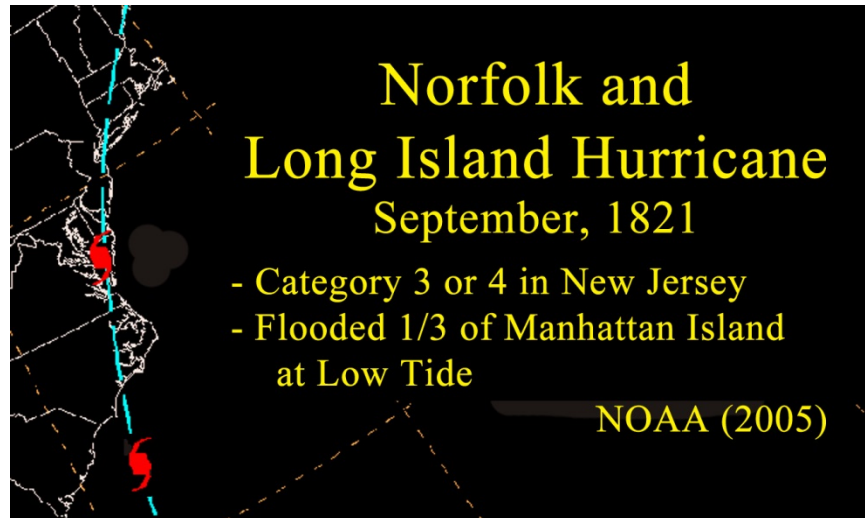 Norfolk and
Long Island Hurricane
September, 1821
- Category 3 or 4 in New Jersey
- Flooded 1/3 of Manhattan Island
at Low Tide
NOAA (2005)